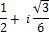 1/2 + i √3/6